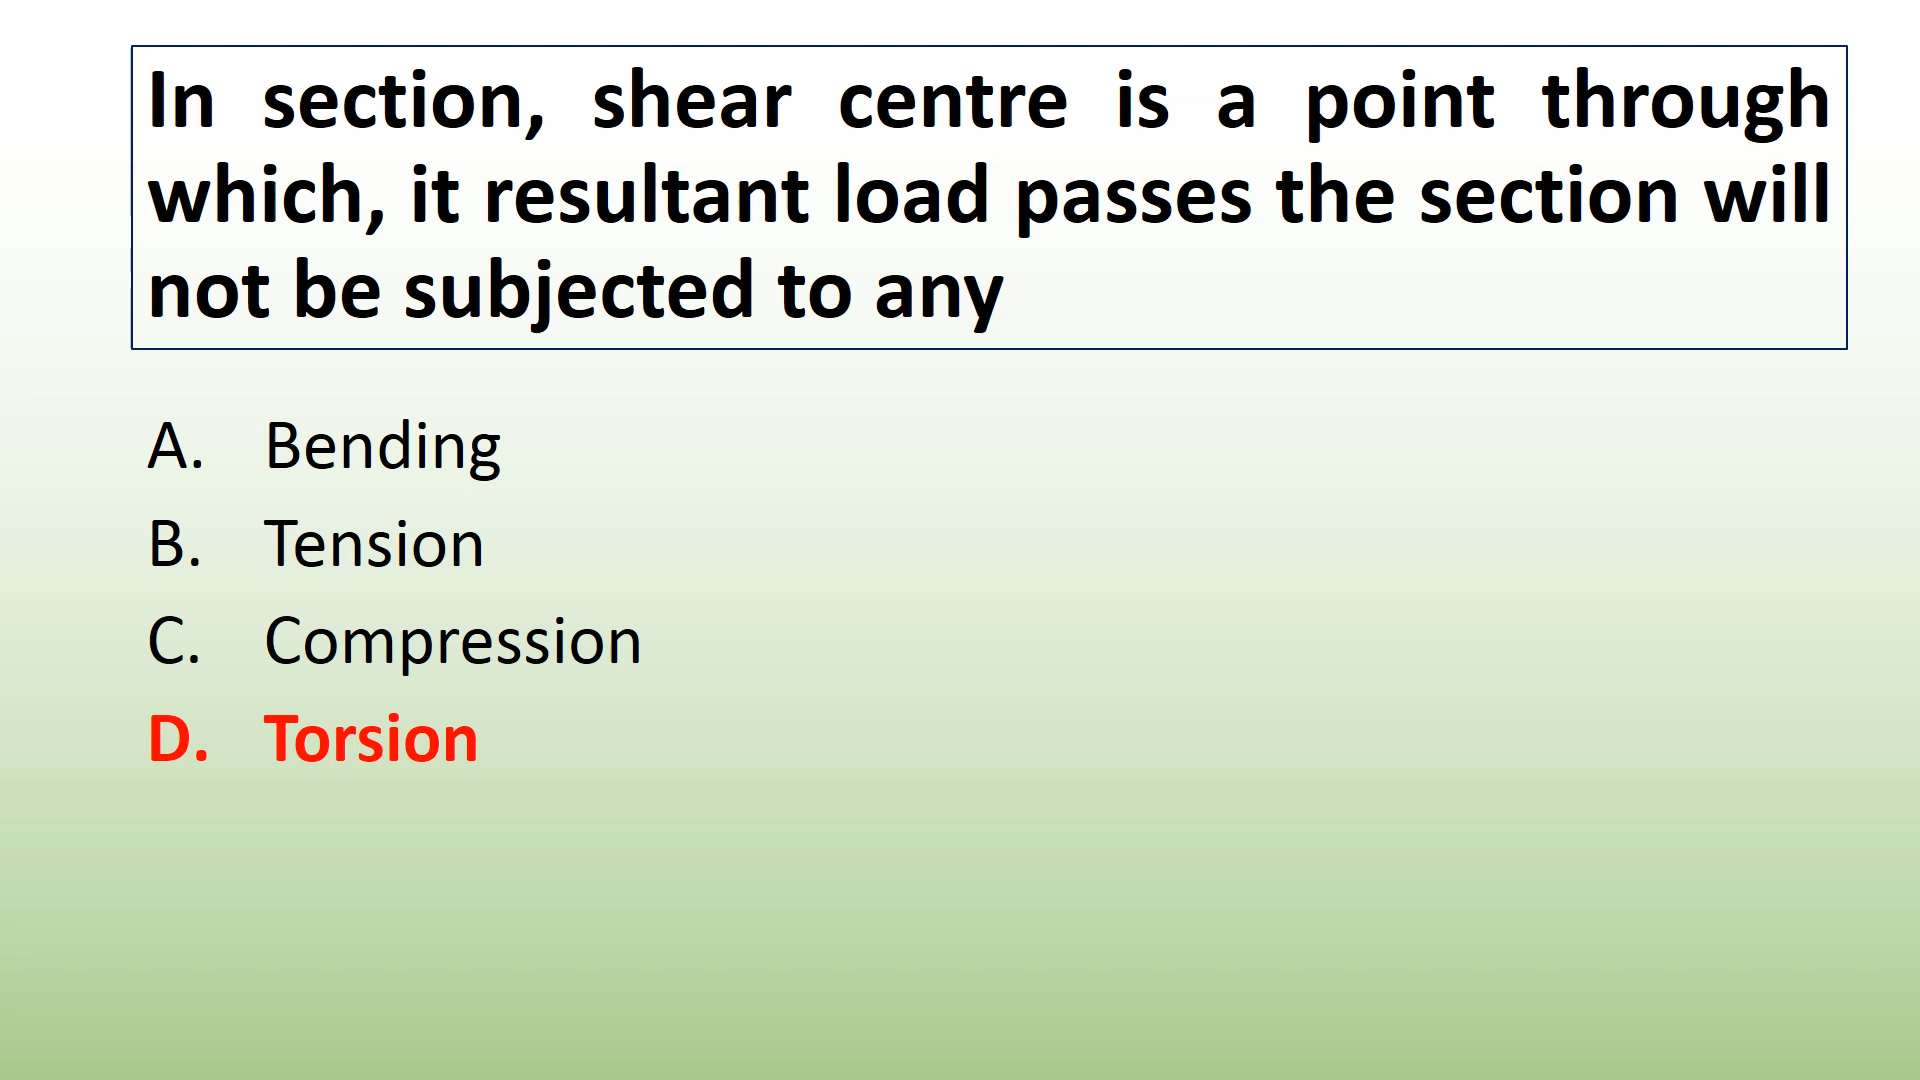 In section, shear centre is a point through
which, it resultant load passes the section will
not be subjected to any
A. Bending
B. Tension
C. Compression
D. Torsion